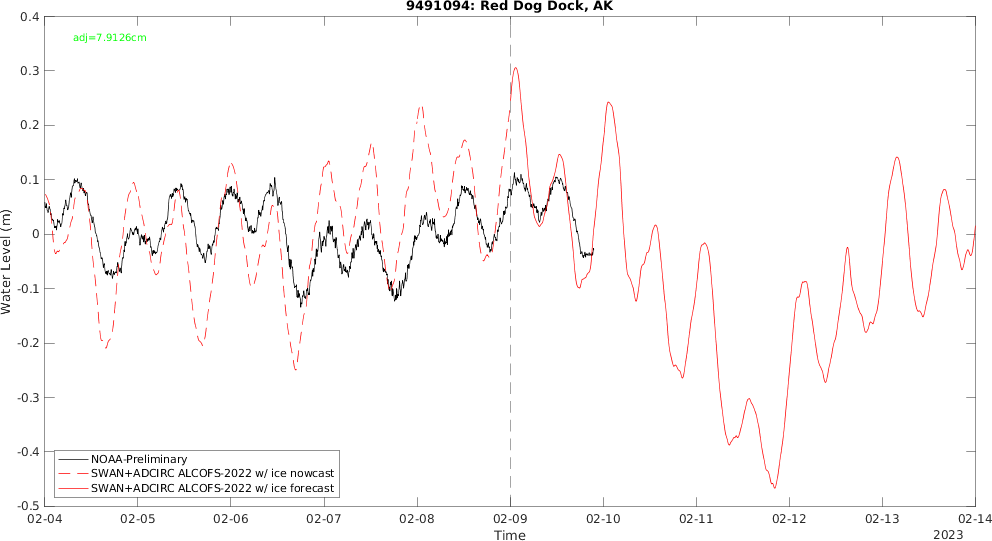 9491094: Red Dog Dock, AK
adj=7.9126cm
Water Level (m)
0.4
0.3
0.2
0.1
0
-0.1
-0.2
-0.3
-0.4
-0.5
NOAA-Preliminary
SWAN+ADCIRC ALCOFS-2022 w/ ice nowcast
SWAN+ADCIRC ALCOFS-2022 w/ ice forecast
02-04 02-05 02-06 02-07 02-08 02-09 02-10 02-11 02-12 02-13 02-14
Time
2023